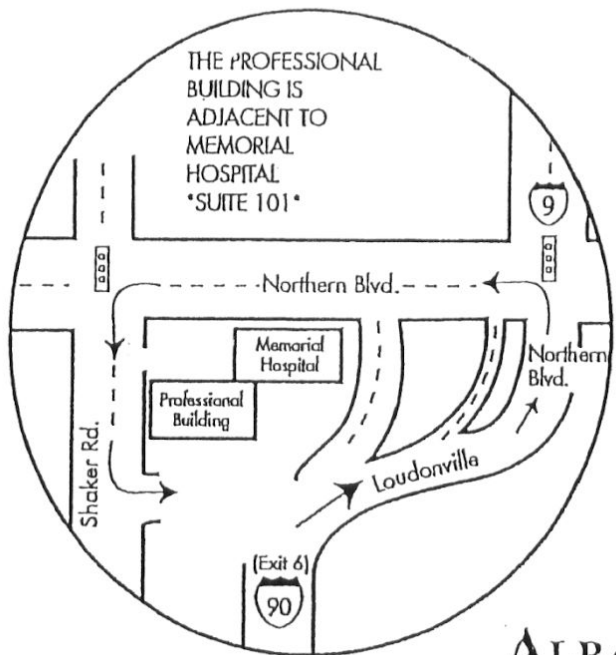 THE PROFESSIONAL
BUILDING IS
ADJACENT TO
MEMORIAL
HOSPITAL
"SUITE 101"
9
Northern Blvd.
Memorial
Hospital
Northern
Blvd.
Professional
Building
Shaker Rd.
Loudonville
(Exit 6)
90